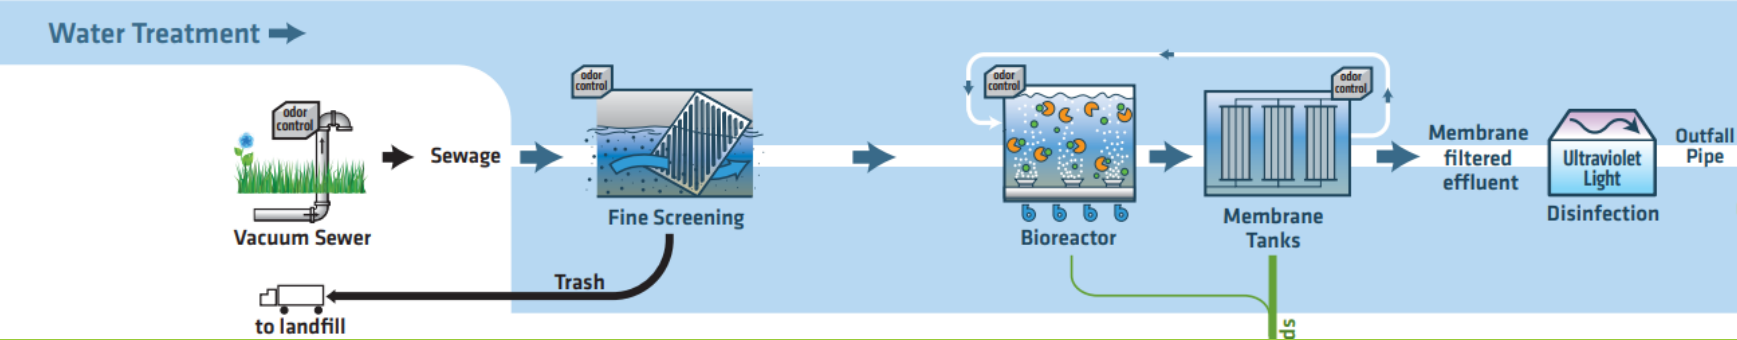 Water Treatment
odor
control
Vacuum Sewer
Sewage
odor
control
Fine Screening
Trash
to landfill
odor
control
Bioreactor
odor
control
Membrane
Tanks
Membrane
filtered
effluent
Ultraviolet
Light
Disinfection
Outfall
Pipe